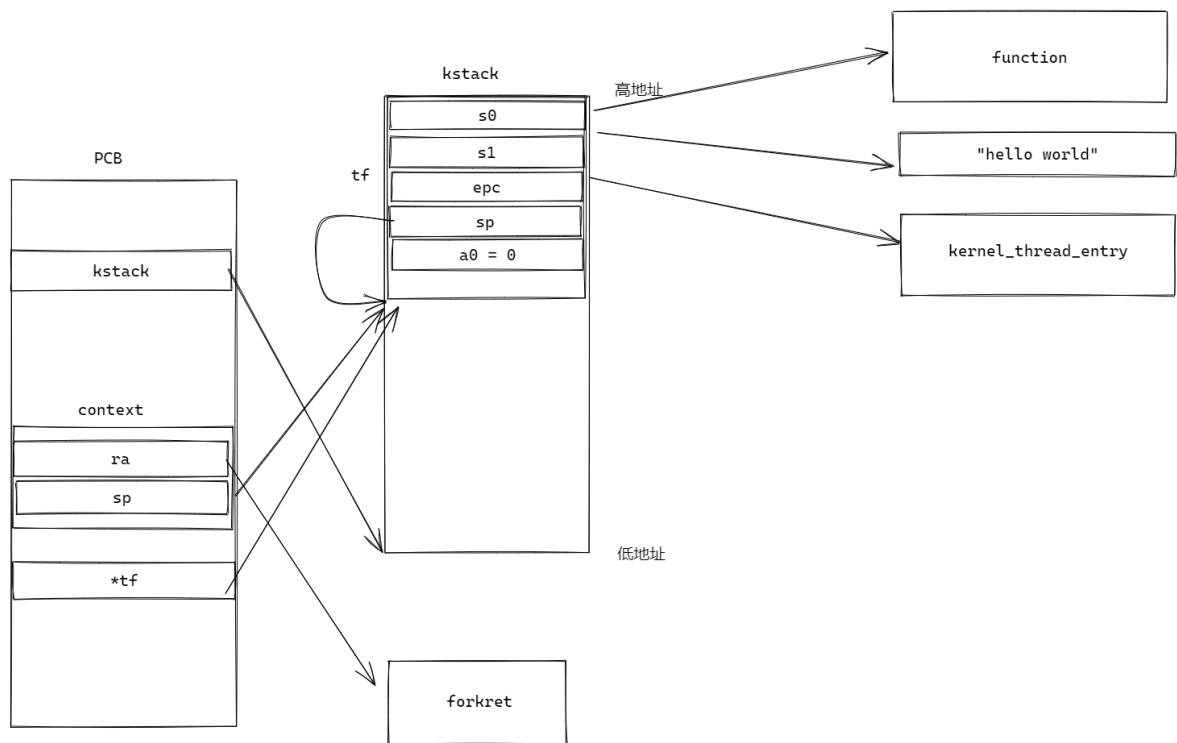 function
kstack
高地址
s0
s1
"hello world"
PCB
tf
epc
sp
a0 = 0
kernel_thread_entry
kstack
context
ra
sp
低地址
*tf
forkret